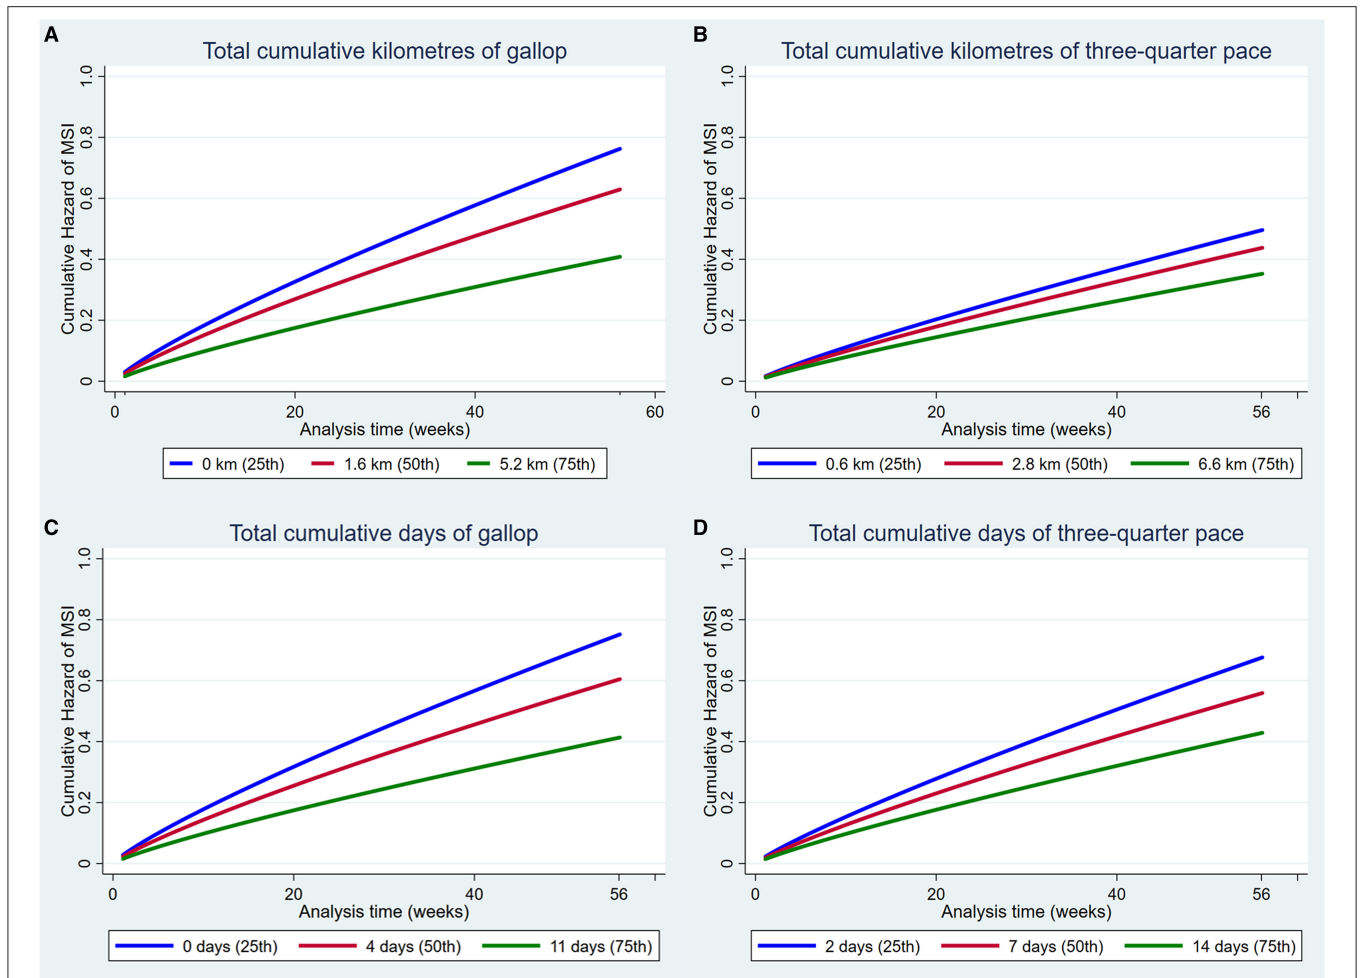 A
Total cumulative kilometres of gallop
Cumulative Hazard of MSI
1.0
0.8
0.6
0.4
0.2
0
0 20 40 60
Analysis time (weeks)
0 km (25th) 1.6 km (50th) 5.2 km (75th)
B
Total cumulative kilometres of three-quarter pace
Cumulative Hazard of MSI
1.0
0.8
0.6
0.4
0.2
0
0 20 40 56
Analysis time (weeks)
0.6 km (25th) 2.8 km (50th) 6.6 km (75th)
C
Total cumulative days of gallop
Cumulative Hazard of MSI
1.0
0.8
0.6
0.4
0.2
0
0 20 40 56
Analysis time (weeks)
0 days (25th) 4 days (50th) 11 days (75th)
D
Total cumulative days of three-quarter pace
Cumulative Hazard of MSI
1.0
0.8
0.6
0.4
0.2
0
0 20 40 56
Analysis time (weeks)
2 days (25th) 7 days (50th) 14 days (75th)